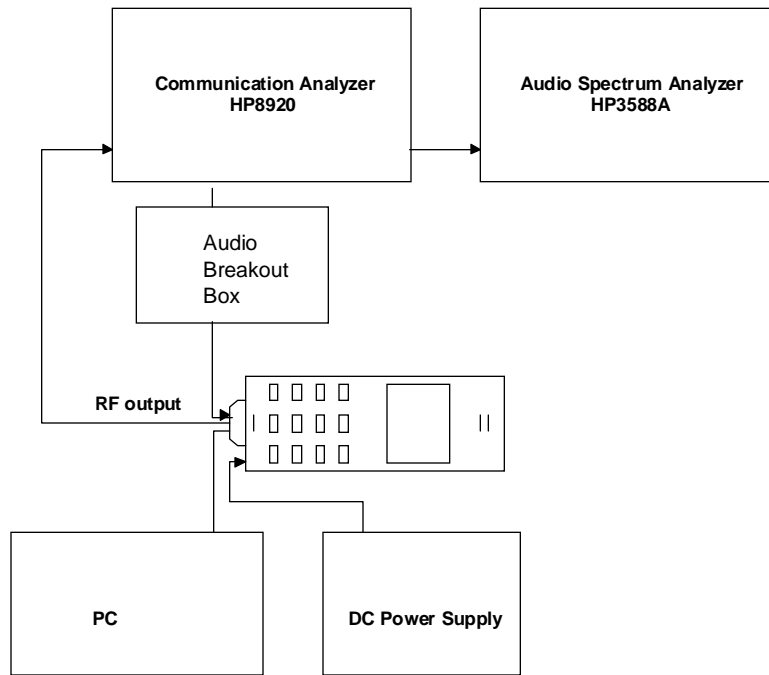 Communication Analyzer
HP8920
Audio Spectrum Analyzer
HP3588A
Audio
Breakout
Box
RF output
PC
DC Power Supply